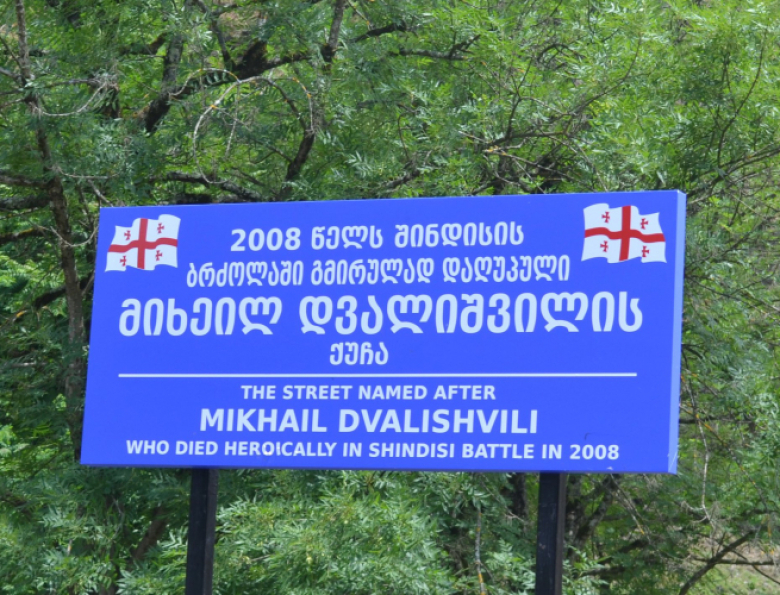 2008 წელს შინდისის
ბრძოლაში გმირულად დაღუპული
მიხეილ დვალიშვილის
ქუჩა
THE STREET NAMED AFTER
MIKHAIL DVALISHVILI
WHO DIED HEROICALLY IN SHINDISI BATTLE IN 2008